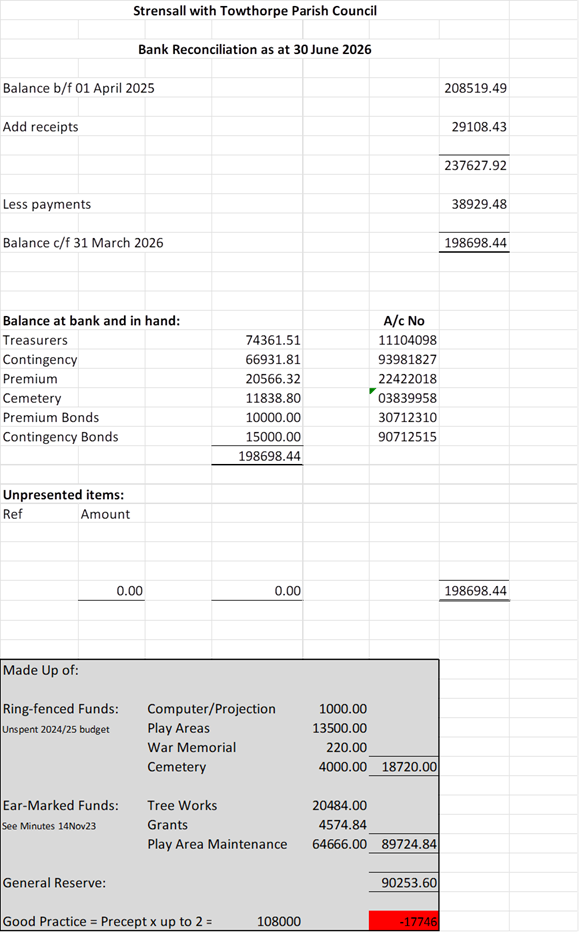 Strensall with Towthorpe Parish Council
Bank Reconciliation as at 30 June 2026
Balance b/f 01 April 2025 208519.49
Add receipts 29108.43
237627.92
Less payments 38929.48
Balance c/f 31 March 2026 198698.44
Balance at bank and in hand: A/c No
Treasurers 74361.51 11104098
Contingency 66931.81 93981827
Premium 20566.32 22422018
Cemetery 11838.80 03839958
Premium Bonds 10000.00 30712310
Contingency Bonds 15000.00 90712515
198698.44
Unpresented items:
Ref Amount
0.00 0.00 198698.44
Made Up of:
Ring-fenced Funds: Computer/Projection 1000.00
Unspent 2024/25 budget Play Areas 13500.00
War Memorial 220.00
Cemetery 4000.00 18720.00
Ear-Marked Funds: Tree Works 20484.00
See Minutes 14Nov23 Grants 4574.84
Play Area Maintenance 64666.00 89724.84
General Reserve: 90253.60
Good Practice = Precept x up to 2 = 108000 -17746